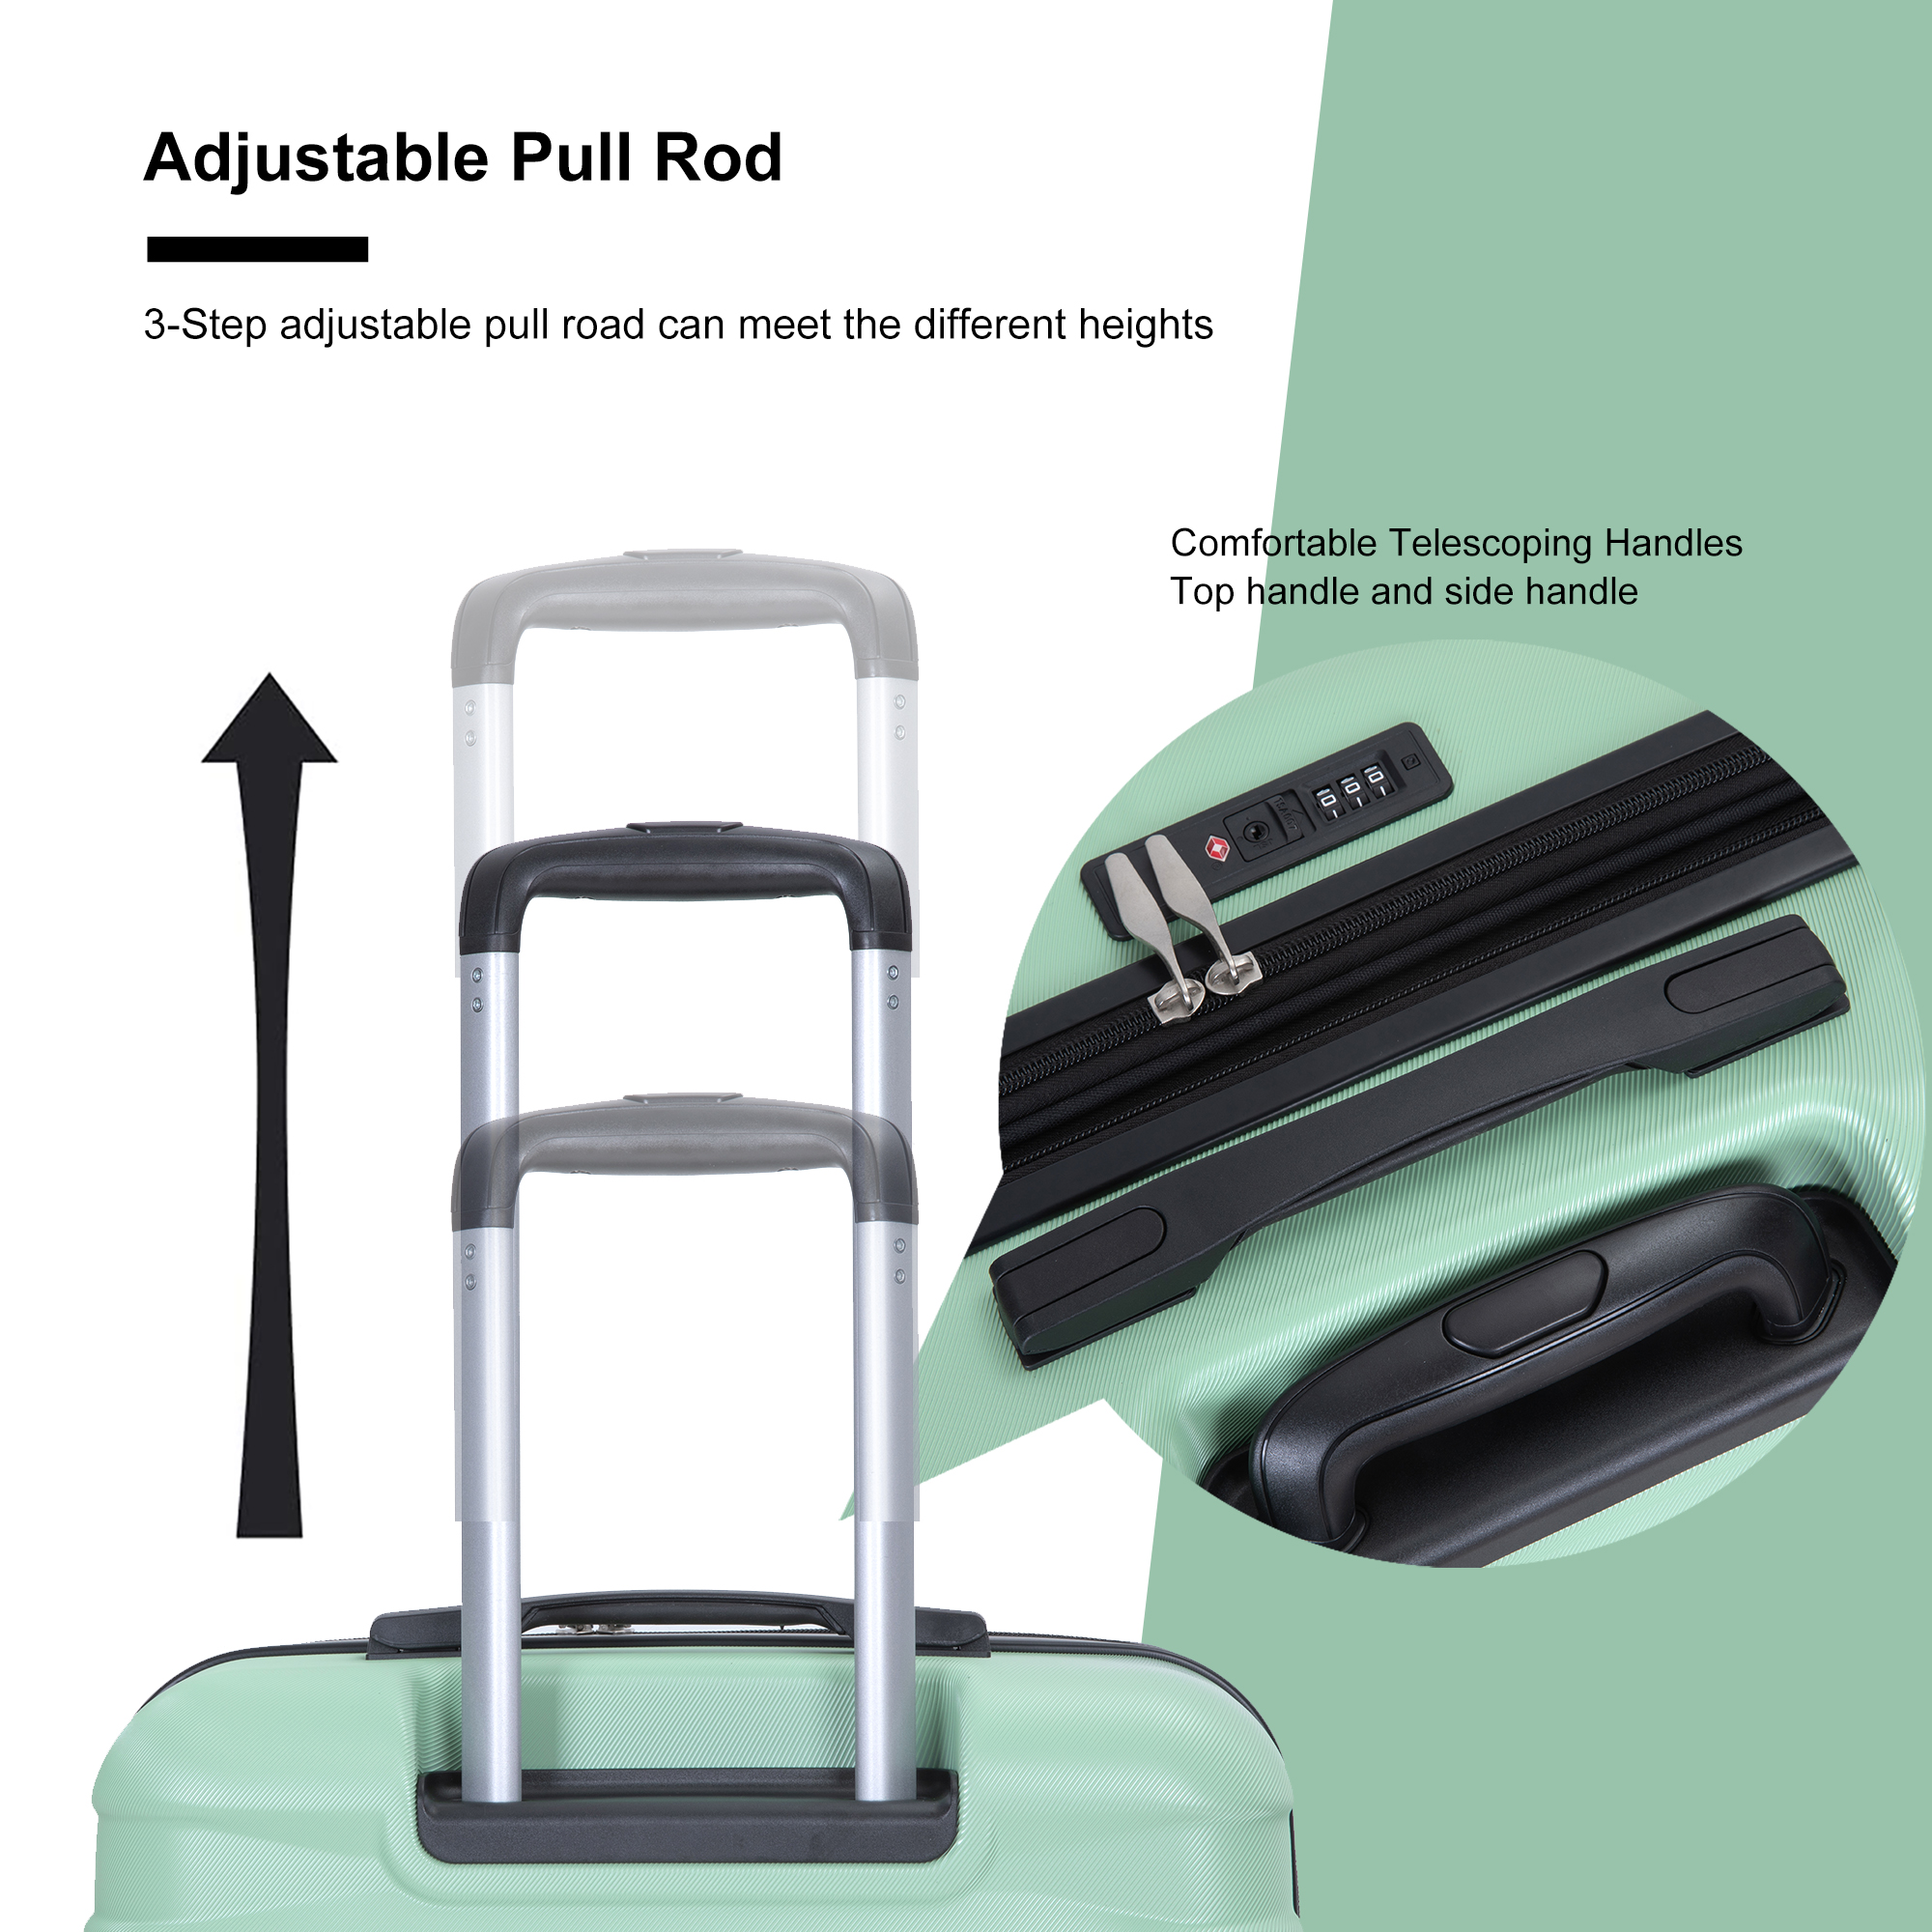 Adjustable Pull Rod
3-Step adjustable pull road can meet the different heights
Comfortable Telescoping Handles
Top handle and side handle